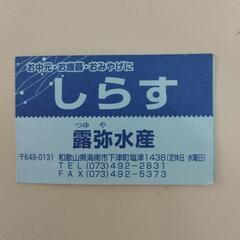 お中元・お歳暮・おみやげに
しらす
つゆ や
露弥水産
〒649-0131 和歌山県海南市下津町塩津1438(定休日 水曜日)
TEL(073)492-2831
FAX(073)492-5373